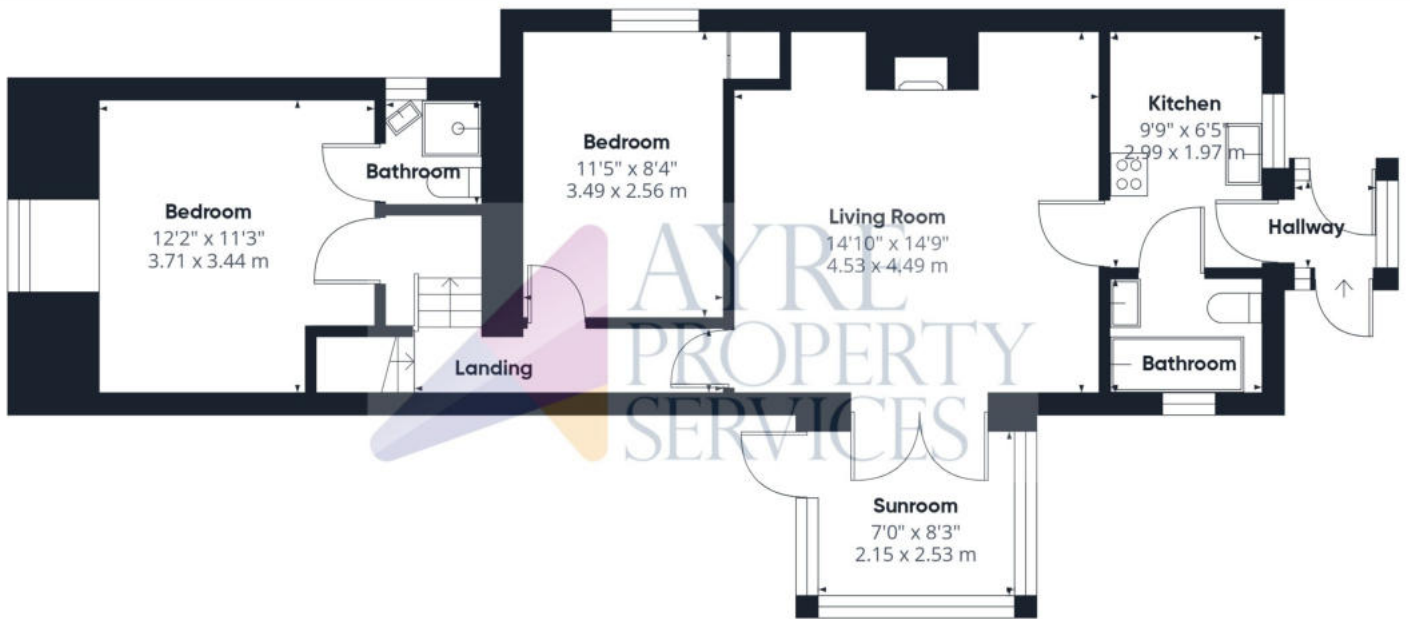 Bedroom
12'2" x 11'3"
3.71 x 3.44 m
Bathroom
Landing
Bedroom
11'5" x 8'4"
3.49 x 2.56 m
Living Room
14'10" x 14'9"
4.53 x 4.49 m
Kitchen
9'9" x 6'5"
2.99 x 1.97 m
Hallway
Bathroom
Sunroom
7'0" x 8'3"
2.15 x 2.53 m
AYRE
PROPERTY
SERVICES